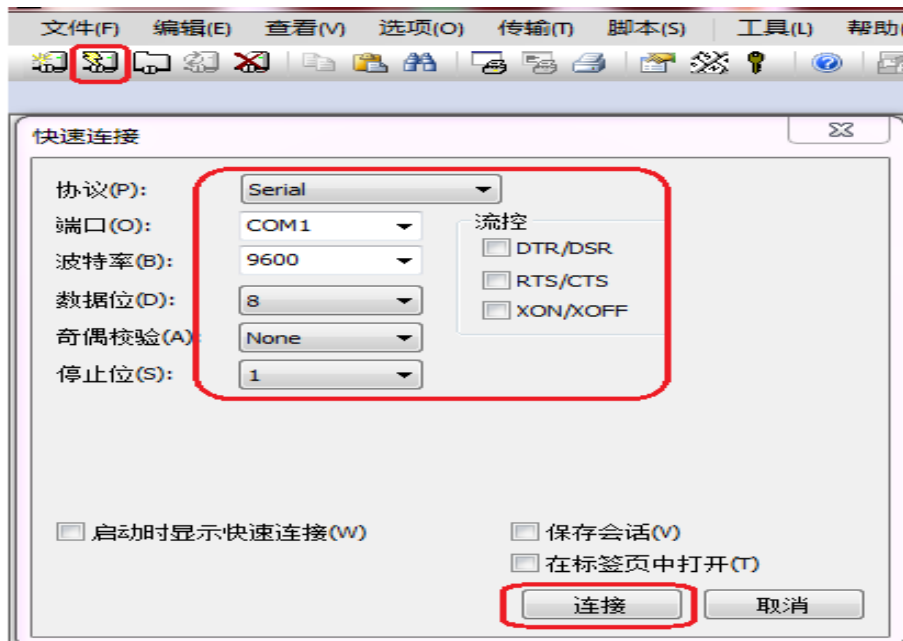 文件(F) 编辑(E) 查看(V) 选项(O) 传输(T) 脚本(S) 工具(L) 帮助(
快速连接
协议(P): Serial
端口(O): COM1
流控
波特率(B): 9600
DTR/DSR
数据位(D): 8
RTS/CTS
奇偶校验(A) None
XON/XOFF
停止位(S): 1
启动时显示快速连接(W)
保存会话(V)
在标签页中打开(T)
连接 取消